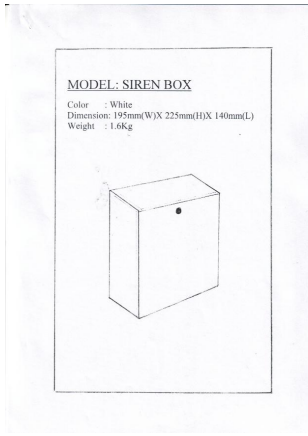 MODEL: SIREN BOX
Color : White
Dimension: 195mm(W)X 225mm(H)X 140mm(L)
Weight : 1.6Kg